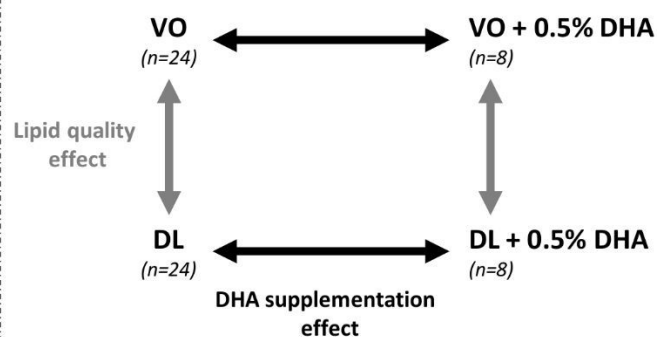 VO
(n=24)
VO + 0.5% DHA
(n=8)
Lipid quality
effect
DL
(n=24)
DL + 0.5% DHA
(n=8)
DHA supplementation
effect